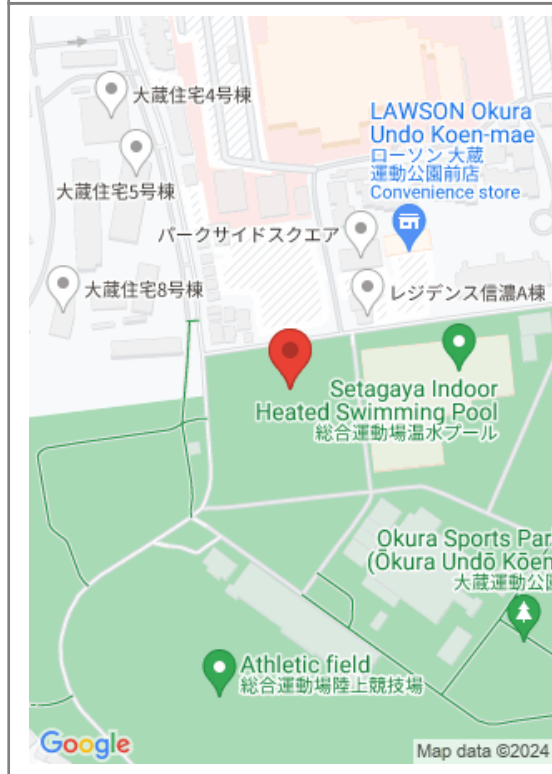 大蔵住宅4号棟
LAWSON Okura
Undo Koen-mae
ローソン 大蔵
運動公園前店
Convenience store
大蔵住宅5号棟
パークサイドスクエア
大蔵住宅8号棟
レジデンス信濃A棟
Setagaya Indoor
Heated Swimming Pool
総合運動場温水プール
Okura Sports Par
(Ōkura Undō Kōen
大蔵運動公園
Athletic field
総合運動場陸上競技場
Google
Map data ©2024